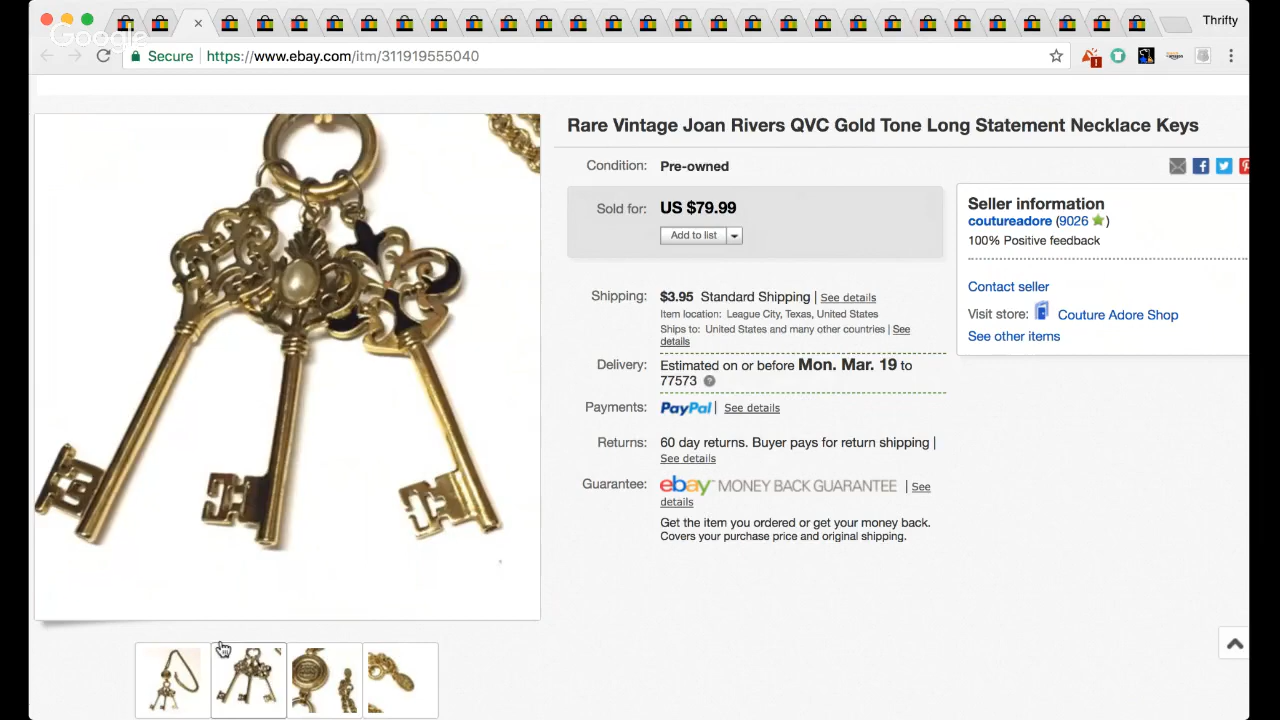 Thrifty
Google
Secure https://www.ebay.com/itm/311919555040
Rare Vintage Joan Rivers QVC Gold Tone Long Statement Necklace Keys
Condition: Pre-owned
Sold for: US $79.99
Add to list
Shipping: $3.95 Standard Shipping | See details
Item location: League City, Texas, United States
Ships to: United States and many other countries | See
details
Delivery: Estimated on or before Mon. Mar. 19 to
77573
Payments: PayPal | See details
Returns: 60 day returns. Buyer pays for return shipping |
See details
Guarantee: ebay MONEY BACK GUARANTEE | See
details
Get the item you ordered or get your money back.
Covers your purchase price and original shipping.
Seller information
coutureadore (9026)
100% Positive feedback
Contact seller
Visit store: Couture Adore Shop
See other items